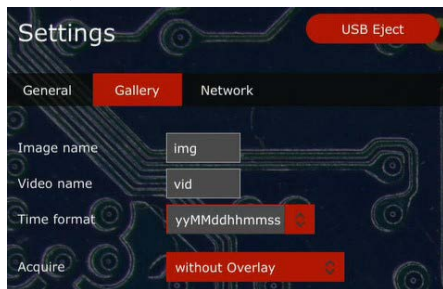 Settings
USB Eject
General Gallery Network
Image name img
Video name vid
Time format yyMMddhhmmss
Acquire without Overlay